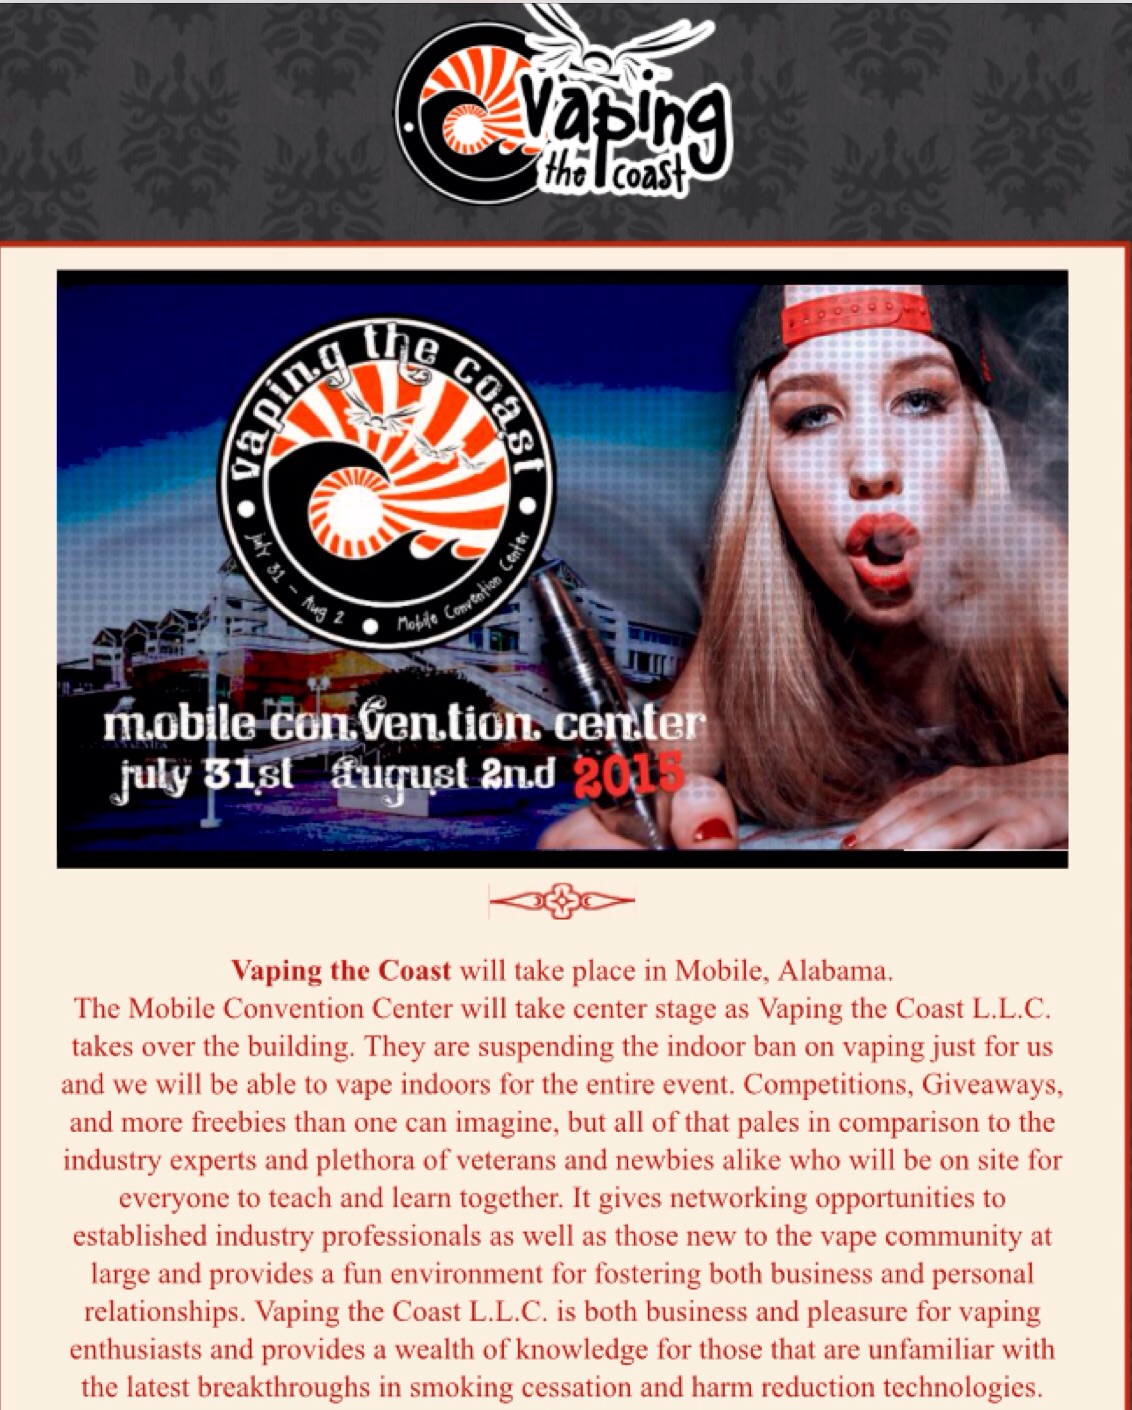 vaping
the coast
vaping the coast
July 31 - Aug 2 • Mobile Convention Center
mobile convention center
july 31st august 2nd 2015
Vaping the Coast will take place in Mobile, Alabama.
The Mobile Convention Center will take center stage as Vaping the Coast L.L.C.
takes over the building. They are suspending the indoor ban on vaping just for us
and we will be able to vape indoors for the entire event. Competitions, Giveaways,
and more freebies than one can imagine, but all of that pales in comparison to the
industry experts and plethora of veterans and newbies alike who will be on site for
everyone to teach and learn together. It gives networking opportunities to
established industry professionals as well as those new to the vape community at
large and provides a fun environment for fostering both business and personal
relationships. Vaping the Coast L.L.C. is both business and pleasure for vaping
enthusiasts and provides a wealth of knowledge for those that are unfamiliar with
the latest breakthroughs in smoking cessation and harm reduction technologies.